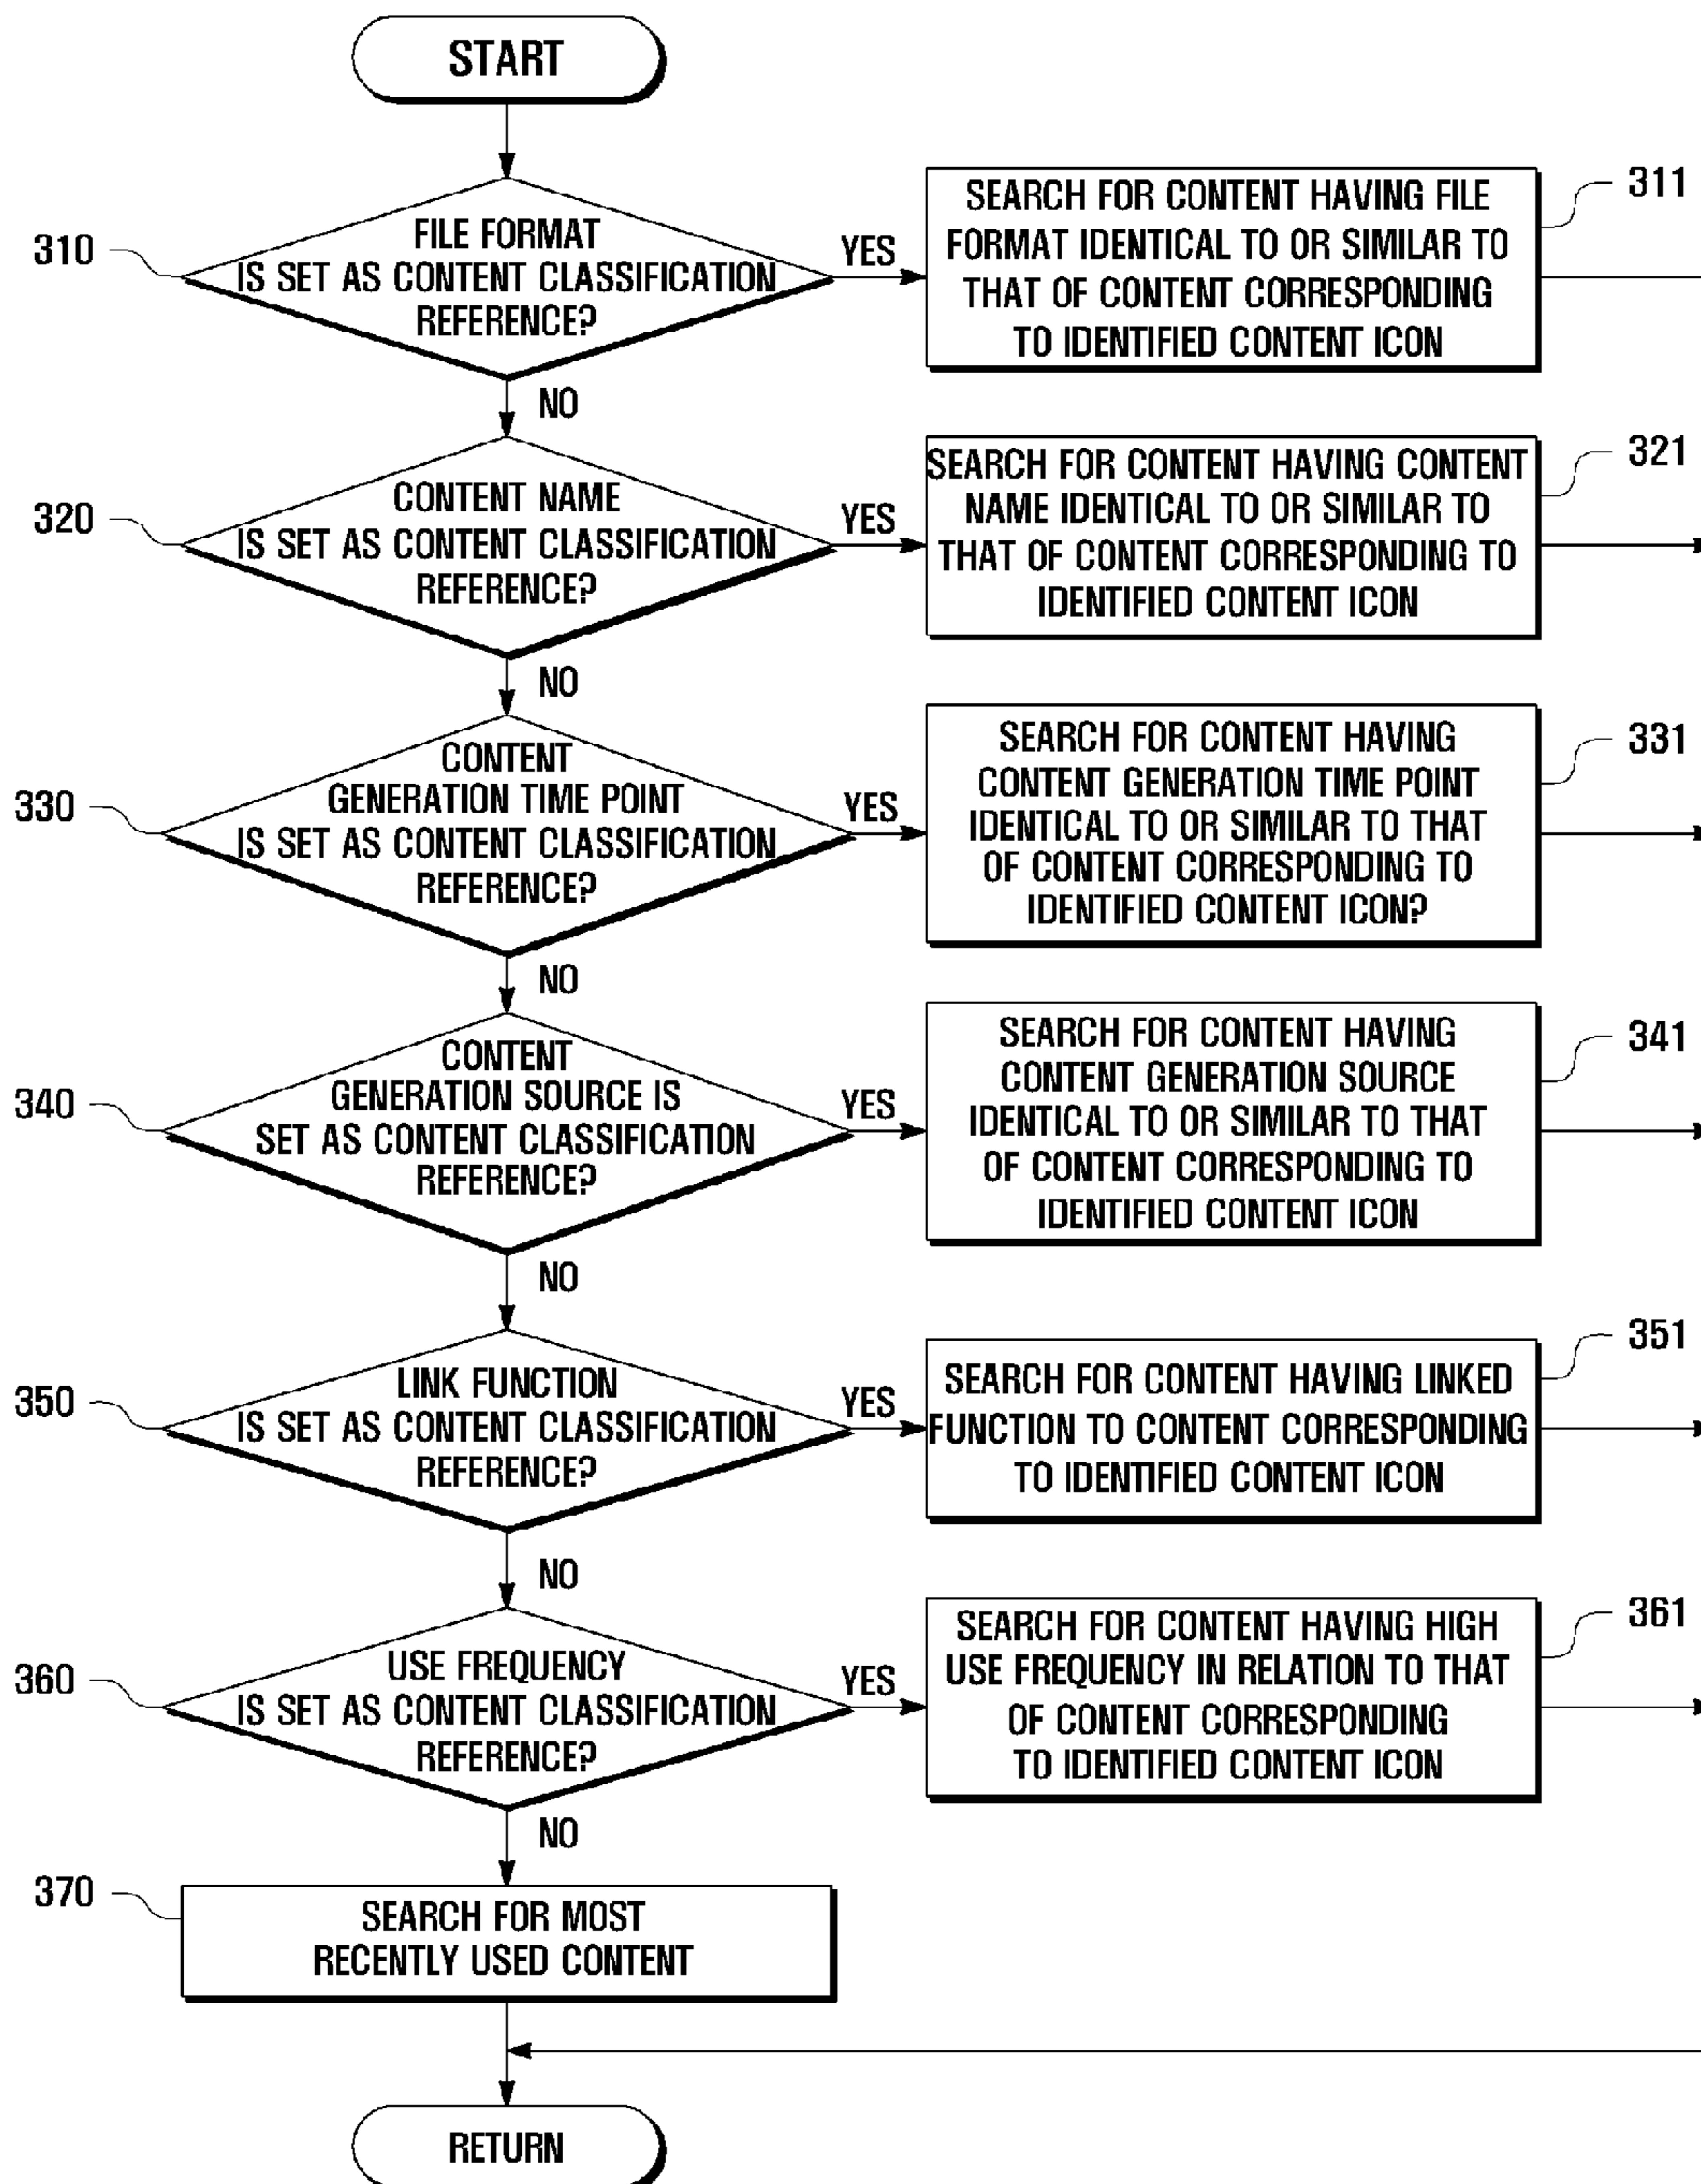 START
310
FILE FORMAT
IS SET AS CONTENT CLASSIFICATION
REFERENCE?
YES
SEARCH FOR CONTENT HAVING FILE
FORMAT IDENTICAL TO OR SIMILAR TO
THAT OF CONTENT CORRESPONDING
TO IDENTIFIED CONTENT ICON
311
NO
320
CONTENT NAME
IS SET AS CONTENT CLASSIFICATION
REFERENCE?
YES
SEARCH FOR CONTENT HAVING CONTENT
NAME IDENTICAL TO OR SIMILAR TO
THAT OF CONTENT CORRESPONDING TO
IDENTIFIED CONTENT ICON
321
NO
330
CONTENT
GENERATION TIME POINT
IS SET AS CONTENT CLASSIFICATION
REFERENCE?
YES
SEARCH FOR CONTENT HAVING
CONTENT GENERATION TIME POINT
IDENTICAL TO OR SIMILAR TO THAT
OF CONTENT CORRESPONDING TO
IDENTIFIED CONTENT ICON?
331
NO
340
CONTENT
GENERATION SOURCE IS
SET AS CONTENT CLASSIFICATION
REFERENCE?
YES
SEARCH FOR CONTENT HAVING
CONTENT GENERATION SOURCE
IDENTICAL TO OR SIMILAR TO THAT
OF CONTENT CORRESPONDING TO
IDENTIFIED CONTENT ICON
341
NO
350
LINK FUNCTION
IS SET AS CONTENT CLASSIFICATION
REFERENCE?
YES
SEARCH FOR CONTENT HAVING LINKED
FUNCTION TO CONTENT CORRESPONDING
TO IDENTIFIED CONTENT ICON
351
NO
360
USE FREQUENCY
IS SET AS CONTENT CLASSIFICATION
REFERENCE?
YES
SEARCH FOR CONTENT HAVING HIGH
USE FREQUENCY IN RELATION TO THAT
OF CONTENT CORRESPONDING
TO IDENTIFIED CONTENT ICON
361
NO
370
SEARCH FOR MOST
RECENTLY USED CONTENT
RETURN